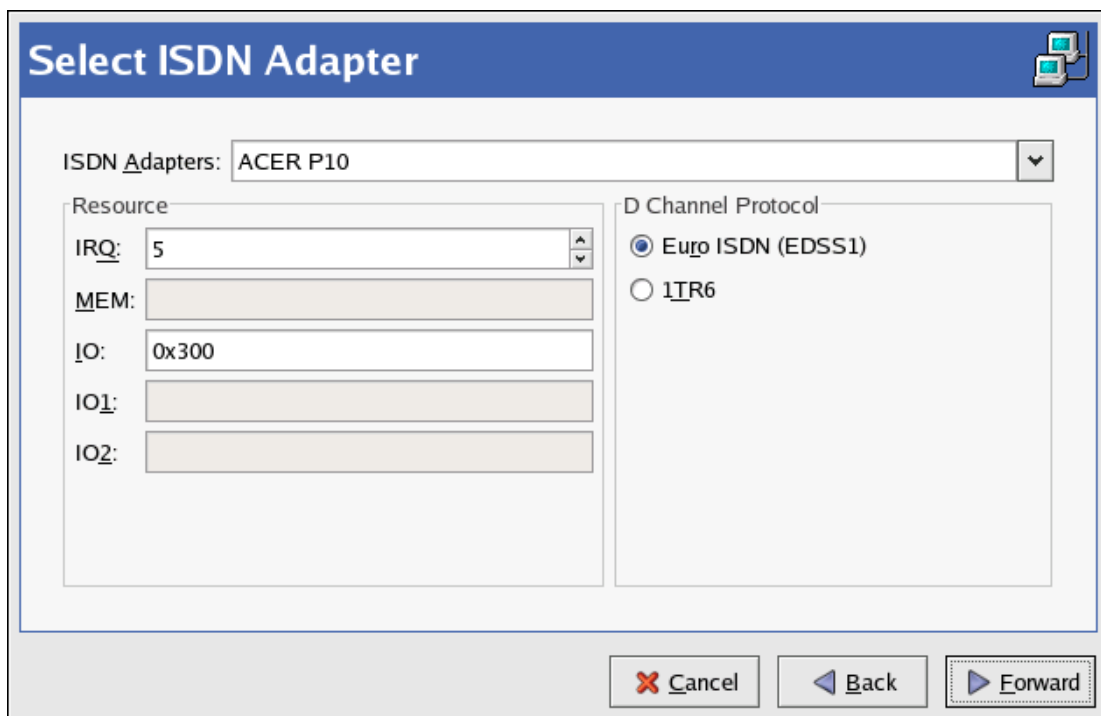 Select ISDN Adapter
ISDN Adapters: ACER P10
Resource
IRQ: 5
MEM:
IO: 0x300
IO1:
IO2:
D Channel Protocol
Euro ISDN (EDSS1)
1TR6
Cancel Back Forward